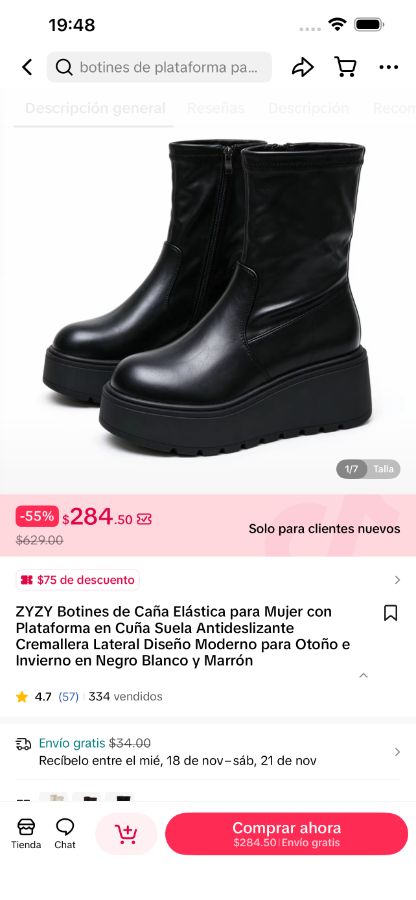 19:48
botines de plataforma pa...
Descripción general Reseñas Descripción Recom
1/7 Talla
-55% $284.50
Solo para clientes nuevos
$629.00
$75 de descuento
ZYZY Botines de Caña Elástica para Mujer con
Plataforma en Cuña Suela Antideslizante
Cremallera Lateral Diseño Moderno para Otoño e
Invierno en Negro Blanco y Marrón
4.7 (57) 334 vendidos
Envío gratis $34.00
Recíbelo entre el mié, 18 de nov–sáb, 21 de nov
Tienda
Chat
Comprar ahora
$284.50 | Envío gratis